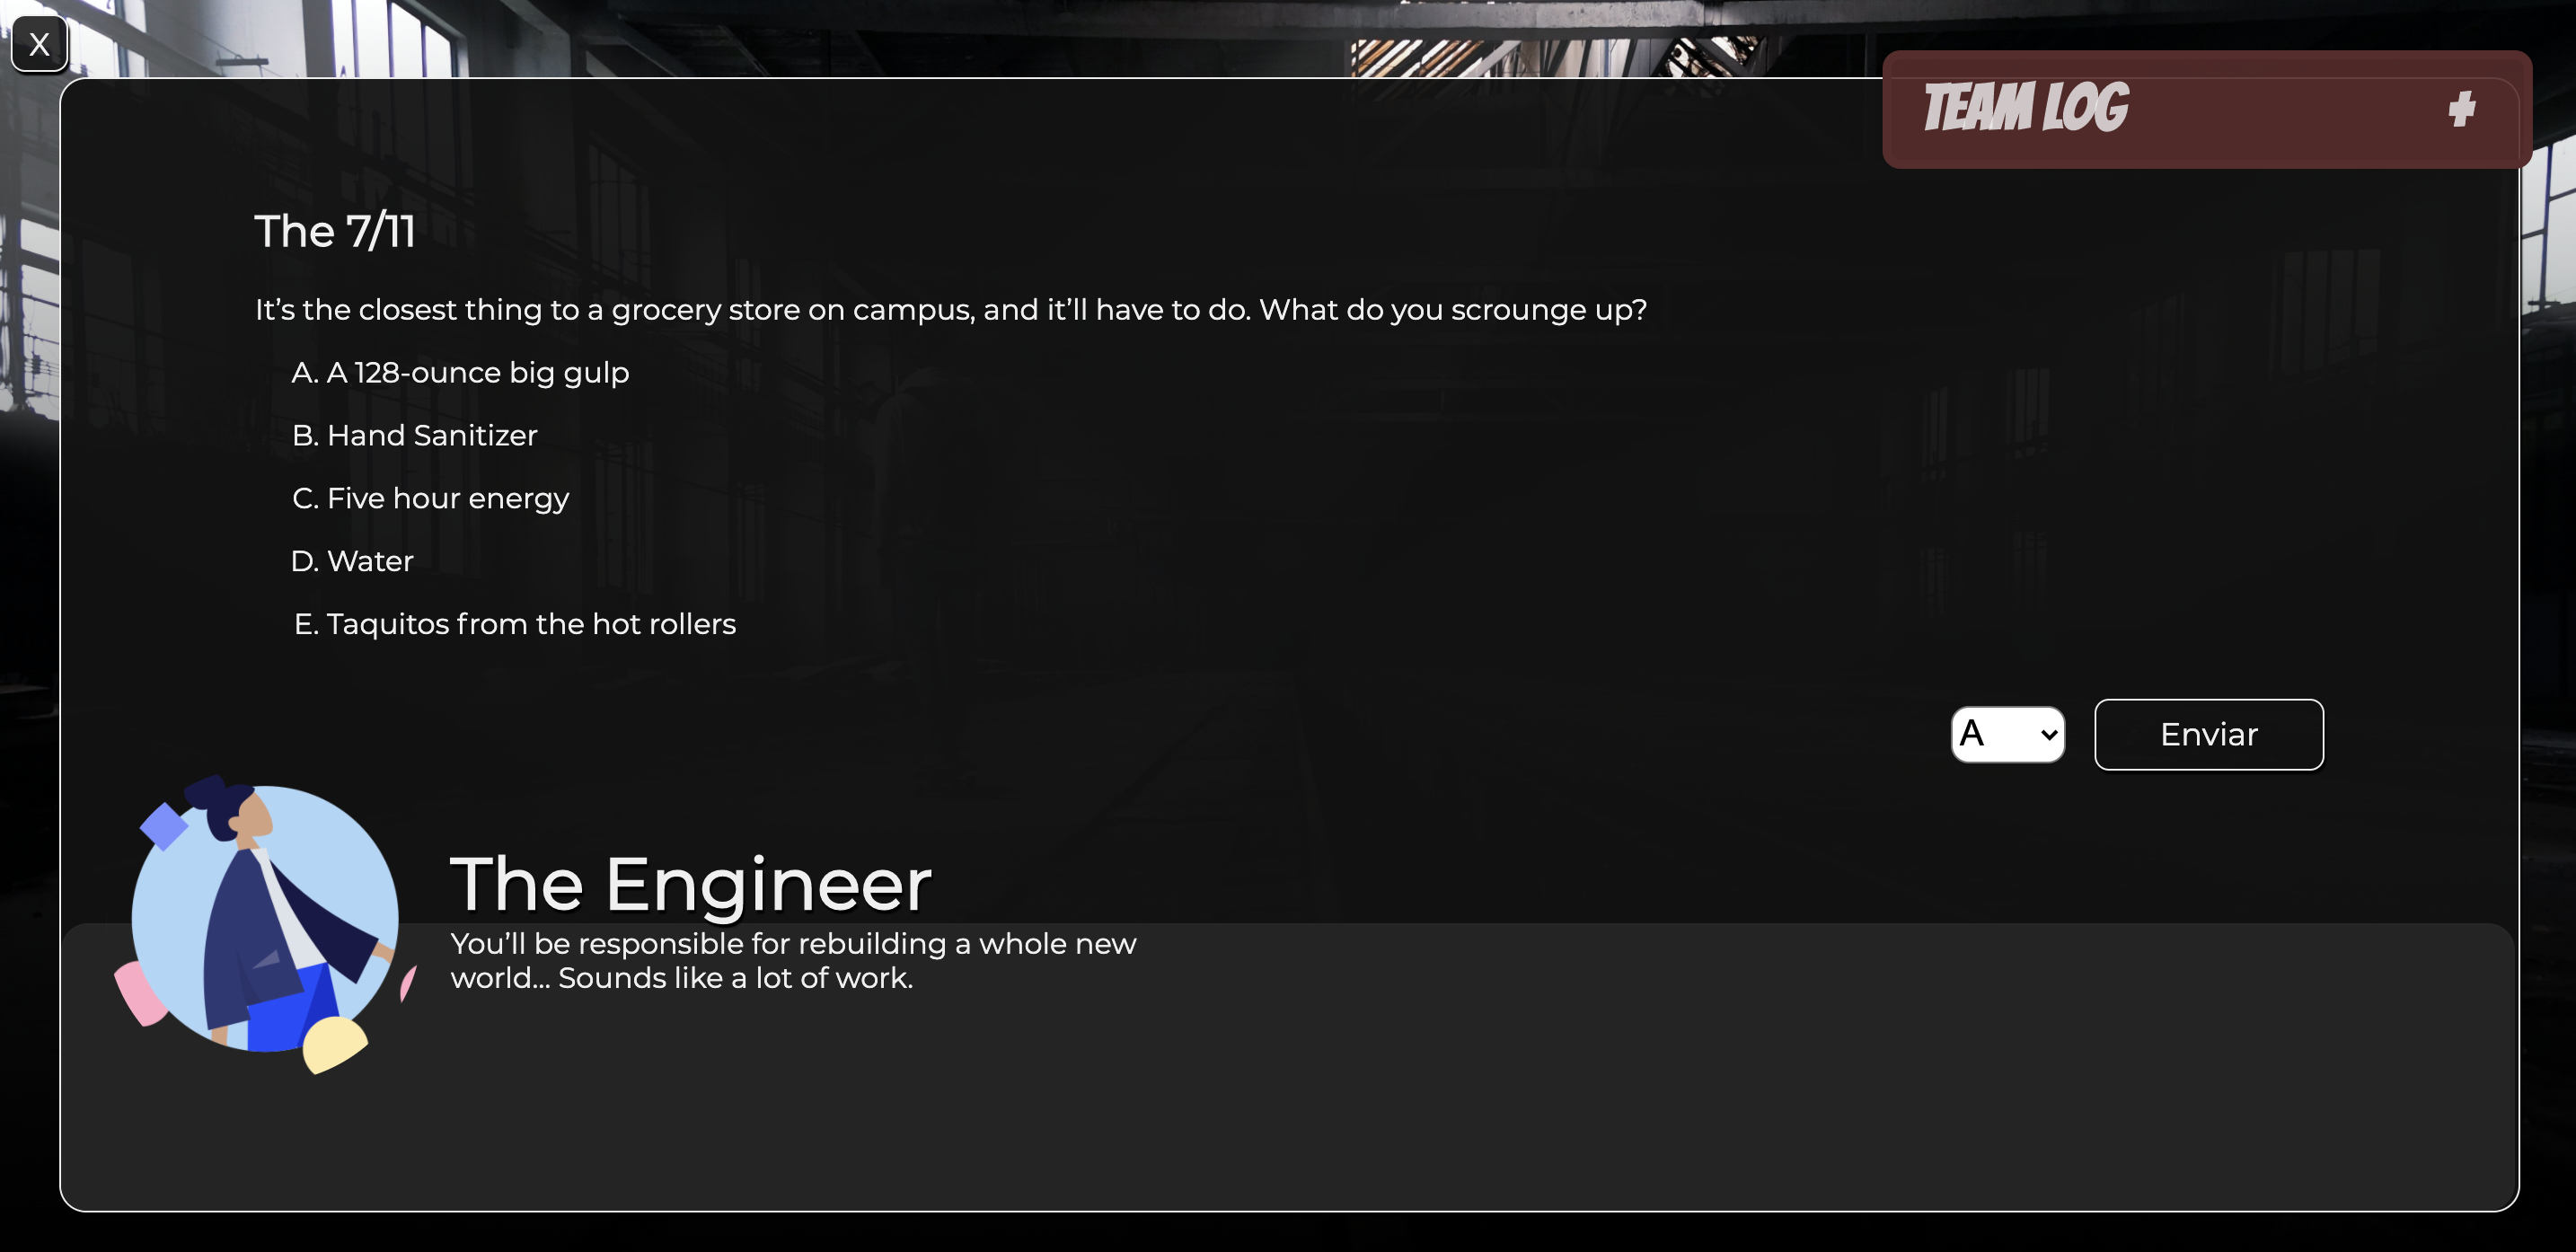 X
TEAM LOG +
The 7/11
It’s the closest thing to a grocery store on campus, and it’ll have to do. What do you scrounge up?
A. A 128-ounce big gulp
B. Hand Sanitizer
C. Five hour energy
D. Water
E. Taquitos from the hot rollers
A
Enviar
The Engineer
You’ll be responsible for rebuilding a whole new
world... Sounds like a lot of work.